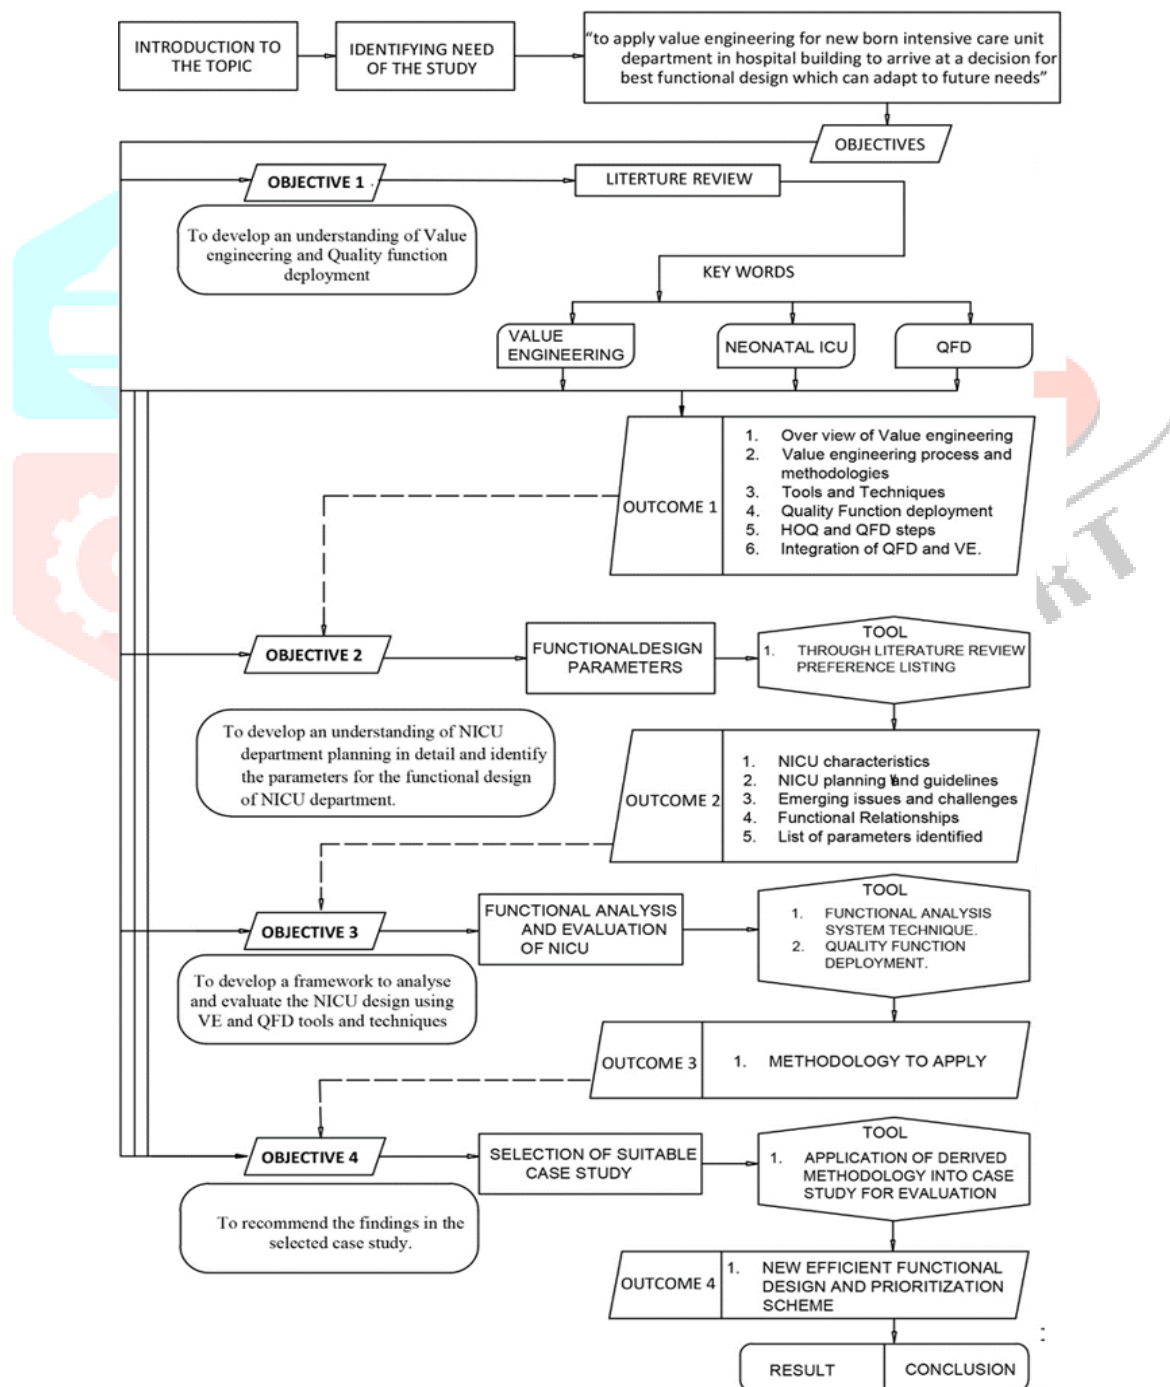 INTRODUCTION TO
THE TOPIC
IDENTIFYING NEED
OF THE STUDY
“to apply value engineering for new born intensive care unit
department in hospital building to arrive at a decision for
best functional design which can adapt to future needs”
OBJECTIVES
OBJECTIVE 1
LITERTURE REVIEW
To develop an understanding of Value
engineering and Quality function
deployment
KEY WORDS
VALUE
ENGINEERING
NEONATAL ICU
QFD
OUTCOME 1
1. Over view of Value engineering
2. Value engineering process and
methodologies
3. Tools and Techniques
4. Quality Function deployment
5. HOQ and QFD steps
6. Integration of QFD and VE.
OBJECTIVE 2
FUNCTIONALDESIGN
PARAMETERS
TOOL
1. THROUGH LITERATURE REVIEW
PREFERENCE LISTING
To develop an understanding of NICU
department planning in detail and identify
the parameters for the functional design
of NICU department.
OUTCOME 2
1. NICU characteristics
2. NICU planning and guidelines
3. Emerging issues and challenges
4. Functional Relationships
5. List of parameters identified
OBJECTIVE 3
FUNCTIONAL ANALYSIS
AND EVALUATION
OF NICU
TOOL
1. FUNCTIONAL ANALYSIS
SYSTEM TECHNIQUE.
2. QUALITY FUNCTION
DEPLOYMENT.
To develop a framework to analyse
and evaluate the NICU design using
VE and QFD tools and techniques
OUTCOME 3
1. METHODOLOGY TO APPLY
OBJECTIVE 4
SELECTION OF SUITABLE
CASE STUDY
TOOL
1. APPLICATION OF DERIVED
METHODOLOGY INTO CASE
STUDY FOR EVALUATION
To recommend the findings in the
selected case study.
OUTCOME 4
1. NEW EFFICIENT FUNCTIONAL
DESIGN AND PRIORITIZATION
SCHEME
RESULT
CONCLUSION